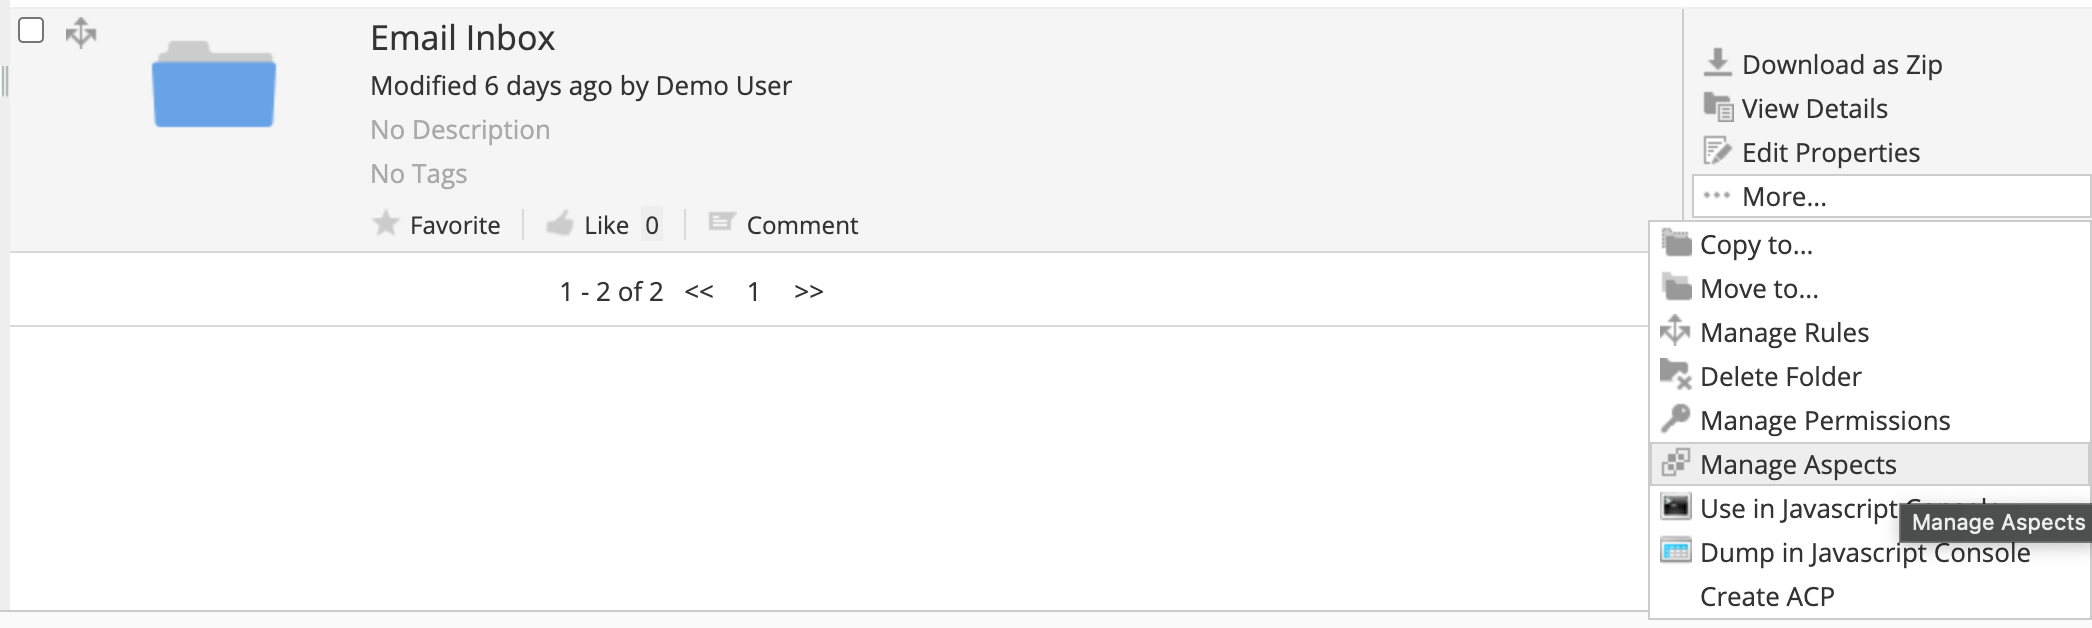 Email Inbox
Modified 6 days ago by Demo User
No Description
No Tags
Favorite Like 0 Comment
1 - 2 of 2 << 1 >>
Download as Zip
View Details
Edit Properties
More...
Copy to...
Move to...
Manage Rules
Delete Folder
Manage Permissions
Manage Aspects
Use in Javascript
Manage Aspects
Dump in Javascript Console
Create ACP